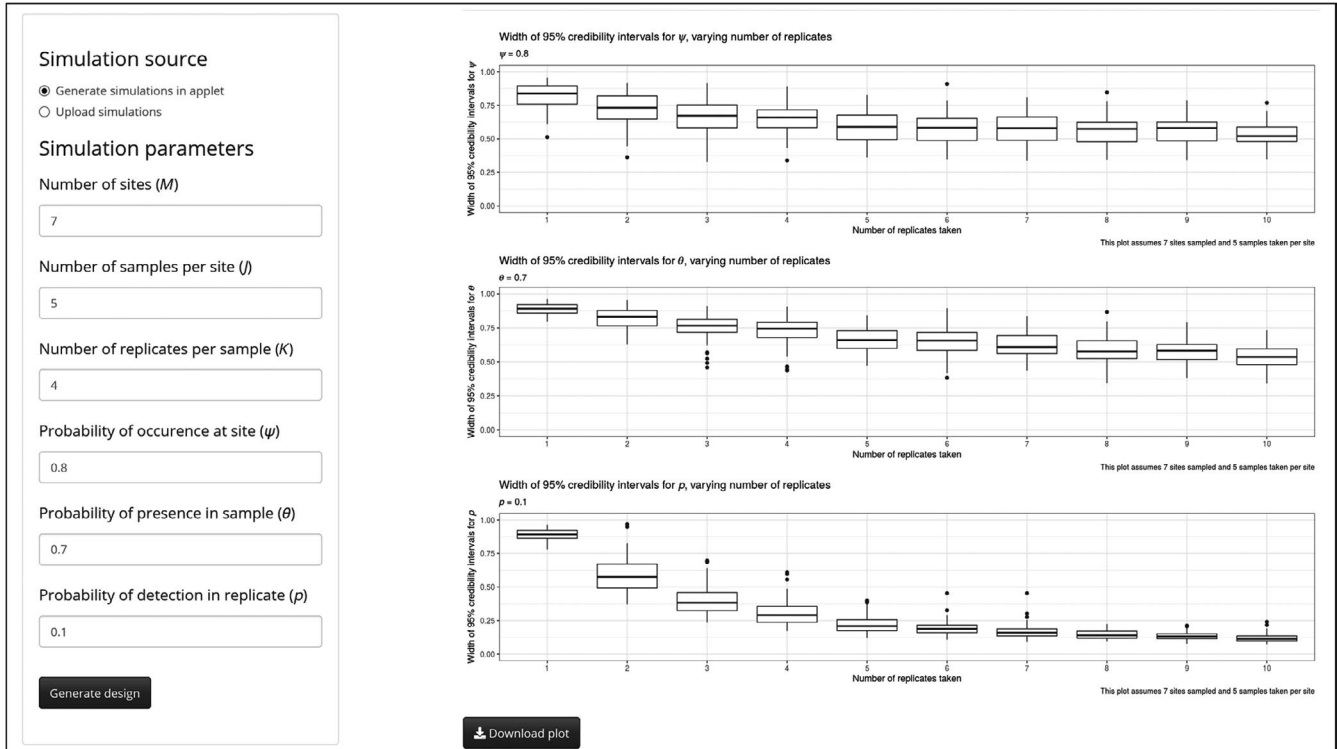 Simulation source
Generate simulations in applet
Upload simulations
Simulation parameters
Number of sites (M)
7
Number of samples per site (J)
5
Number of replicates per sample (K)
4
Probability of occurence at site (ψ)
0.8
Probability of presence in sample (θ)
0.7
Probability of detection in replicate (p)
0.1
Generate design
Width of 95% credibility intervals for ψ, varying number of replicates
ψ = 0.8
Width of 95% credibility intervals for ψ
1.00
0.75
0.50
0.25
0.00
1 2 3 4 5 6 7 8 9 10
Number of replicates taken
This plot assumes 7 sites sampled and 5 samples taken per site
Width of 95% credibility intervals for θ, varying number of replicates
θ = 0.7
Width of 95% credibility intervals for θ
1.00
0.75
0.50
0.25
0.00
1 2 3 4 5 6 7 8 9 10
Number of replicates taken
This plot assumes 7 sites sampled and 5 samples taken per site
Width of 95% credibility intervals for p, varying number of replicates
p = 0.1
Width of 95% credibility intervals for p
1.00
0.75
0.50
0.25
0.00
1 2 3 4 5 6 7 8 9 10
Number of replicates taken
This plot assumes 7 sites sampled and 5 samples taken per site
Download plot